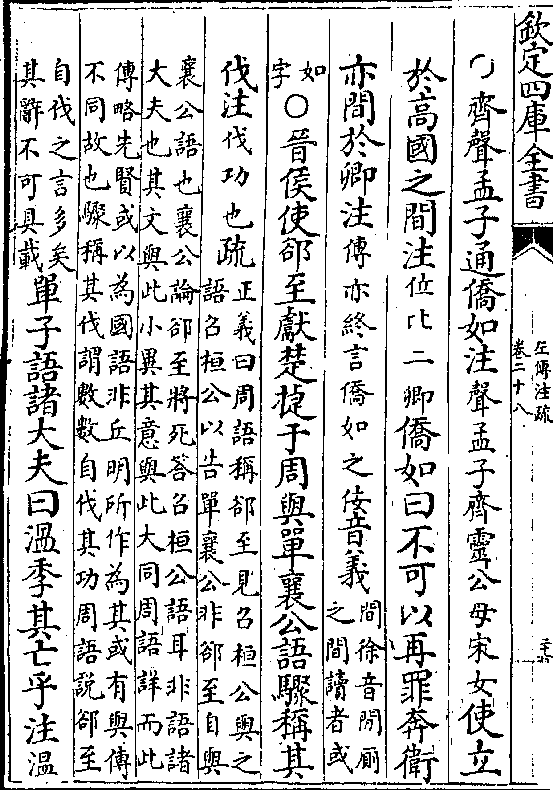 欽定四庫全書
左傳注疏
卷二十八
○齊聲孟子通僑如注聲孟子齊靈公母宋女使立
於高國之間注位比二卿僑如曰不可以再罪奔衛
亦間於卿注傳亦終言僑如之佞音義
間徐音閒厠
之間讀者或
如
字
○晉侯使郤至獻楚捷于周與單襄公語驟稱其
伐注伐功也疏
正義曰周語稱郤至見召桓公與之
語召桓公以告單襄公非郤至自與
襄公語也襄公論郤至將死答召桓公語耳非語諸
大夫也其文與此小異其意與此大同周語詳而此
傳略先賢或以為國語非丘明所作為其或有與傳
不同故也驟稱其伐謂數數自伐其功周語說郤至
自伐之言多矣
其辭不可具載
單子語諸大夫曰溫季其亡乎注溫